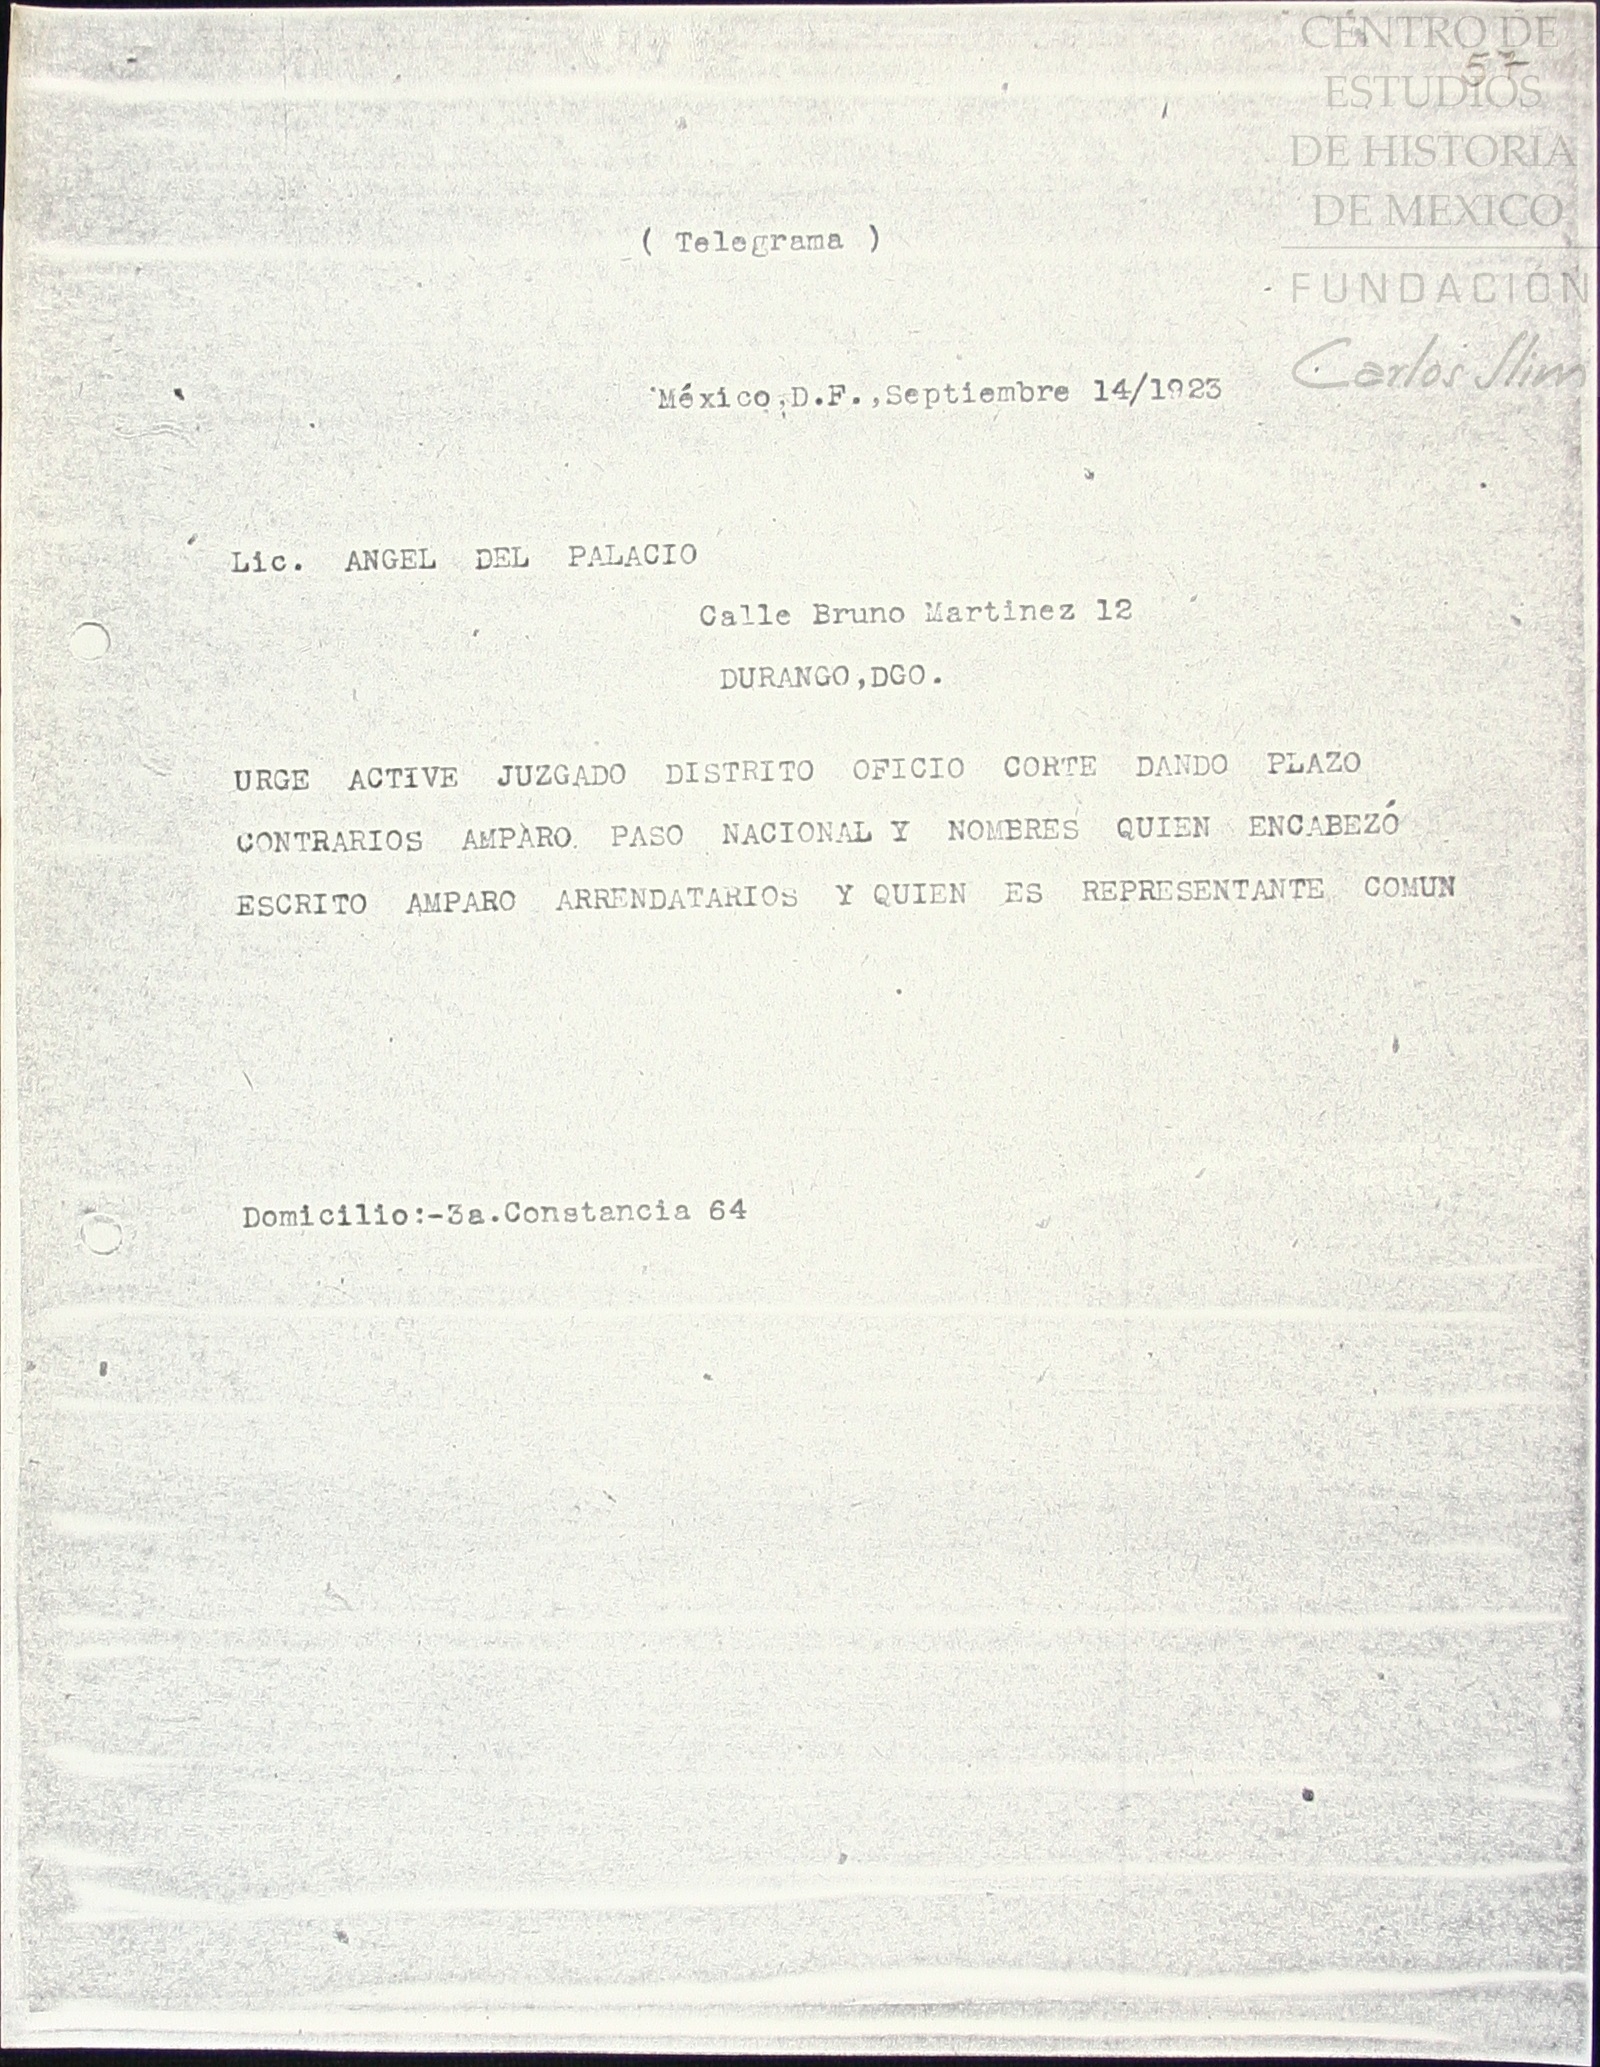 CENTRO DE
ESTUDIOS
DE HISTORIA
DE MEXICO
FUNDACIÓN
Carlos Slim
57
( Telegrama )
México,D.F.,Septiembre 14/1923
Lic. ANGEL DEL PALACIO
Calle Bruno Martinez 12
DURANGO,DGO.
URGE ACTIVE JUZGADO DISTRITO OFICIO CORTE DANDO PLAZO
CONTRARIOS AMPARO PASO NACIONAL Y NOMBRES QUIEN ENCABEZÓ
ESCRITO AMPARO ARRENDATARIOS Y QUIEN ES REPRESENTANTE COMUN
Domicilio:-3a.Constancia 64